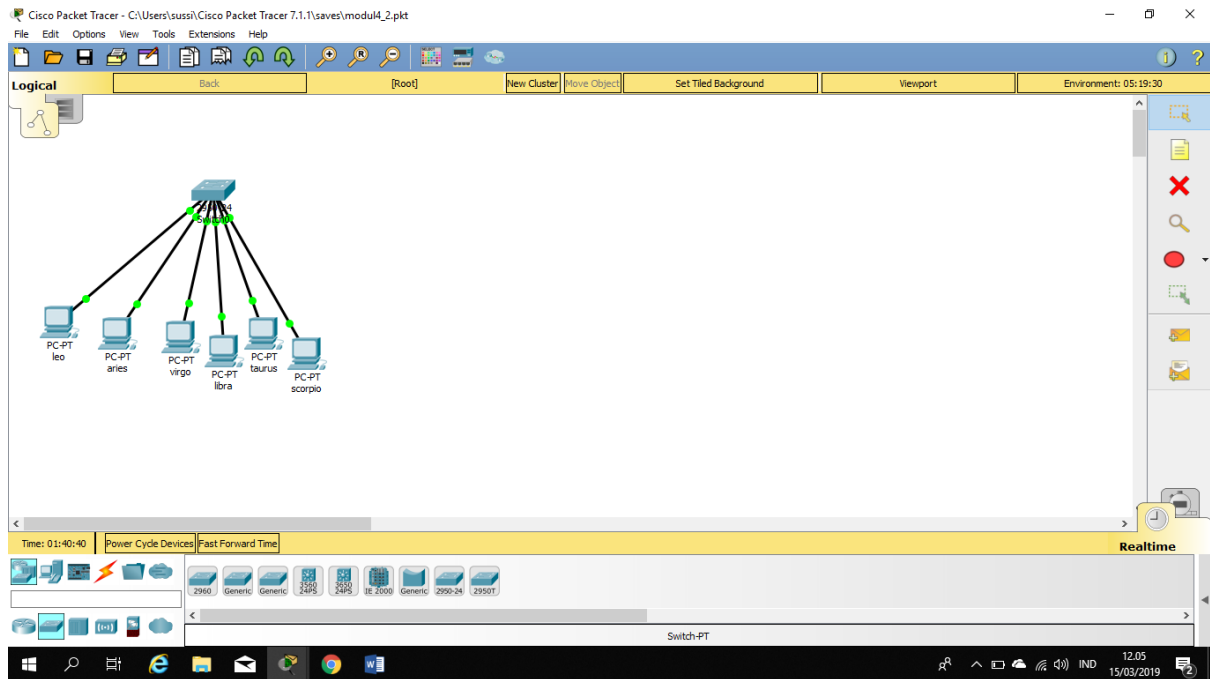 Cisco Packet Tracer - C:\Users\sussi\Cisco Packet Tracer 7.1.1\saves\modul4_2.pkt
File Edit Options View Tools Extensions Help
Logical Back [Root] New Cluster Move Object Set Tiled Background Viewport Environment: 05:19:30
2950-24
Switch0
PC-PT
leo
PC-PT
aries
PC-PT
virgo
PC-PT
libra
PC-PT
taurus
PC-PT
scorpio
Time: 01:40:40 Power Cycle Devices Fast Forward Time Realtime
2960 Generic Generic 3560 24PS 3650 24PS IE 2000 Generic 2950-24 2950T
Switch-PT
IND
12.05
15/03/2019
2